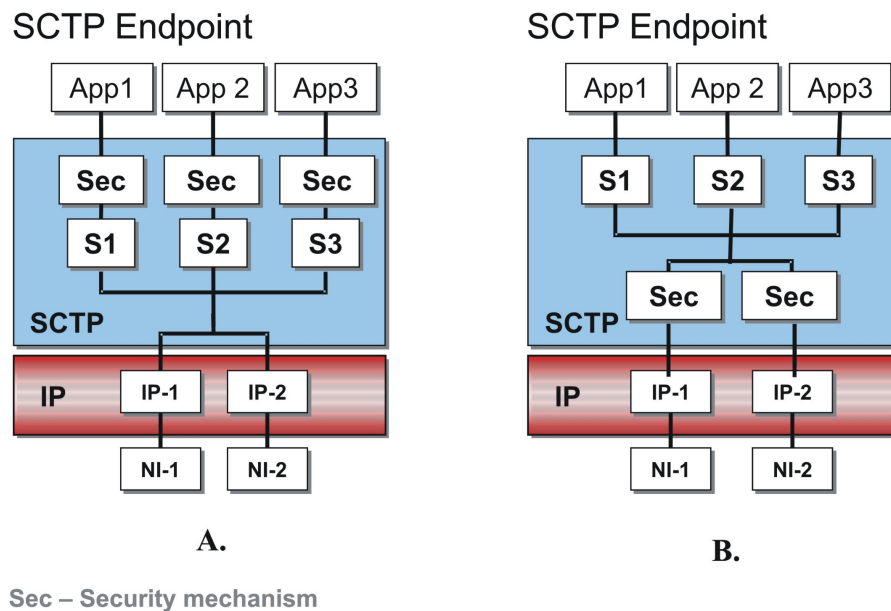 SCTP Endpoint
App1 App 2 App3
Sec Sec Sec
S1 S2 S3
SCTP
IP IP-1 IP-2
NI-1 NI-2
A.
SCTP Endpoint
App1 App 2 App3
S1 S2 S3
Sec Sec
SCTP
IP IP-1 IP-2
NI-1 NI-2
B.
Sec – Security mechanism